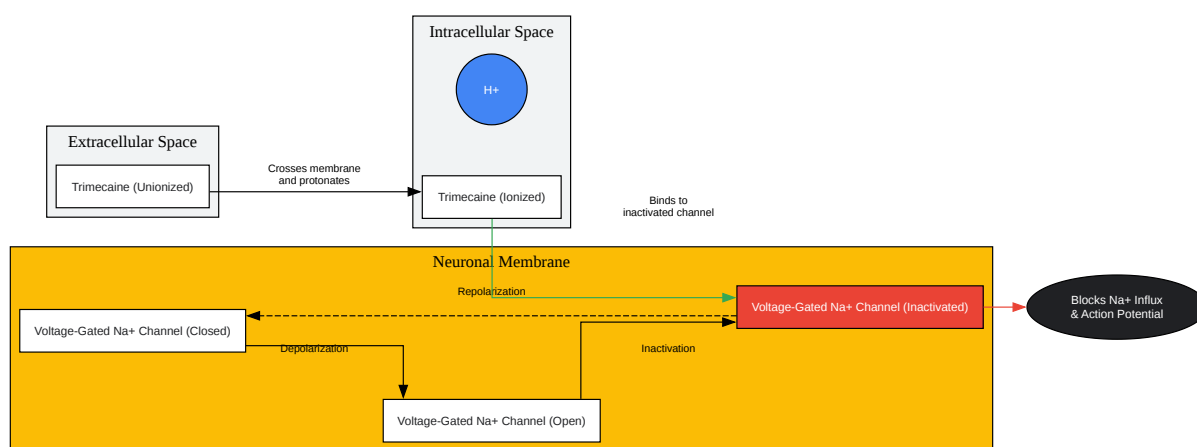 Intracellular Space
H+
Extracellular Space
Trimecaine (Unionized)
Crosses membrane
and protonates
Trimecaine (Ionized)
Binds to
inactivated channel
Neuronal Membrane
Repolarization
Voltage-Gated Na+ Channel (Inactivated)
Blocks Na+ Influx
& Action Potential
Voltage-Gated Na+ Channel (Closed)
Depolarization
Inactivation
Voltage-Gated Na+ Channel (Open)